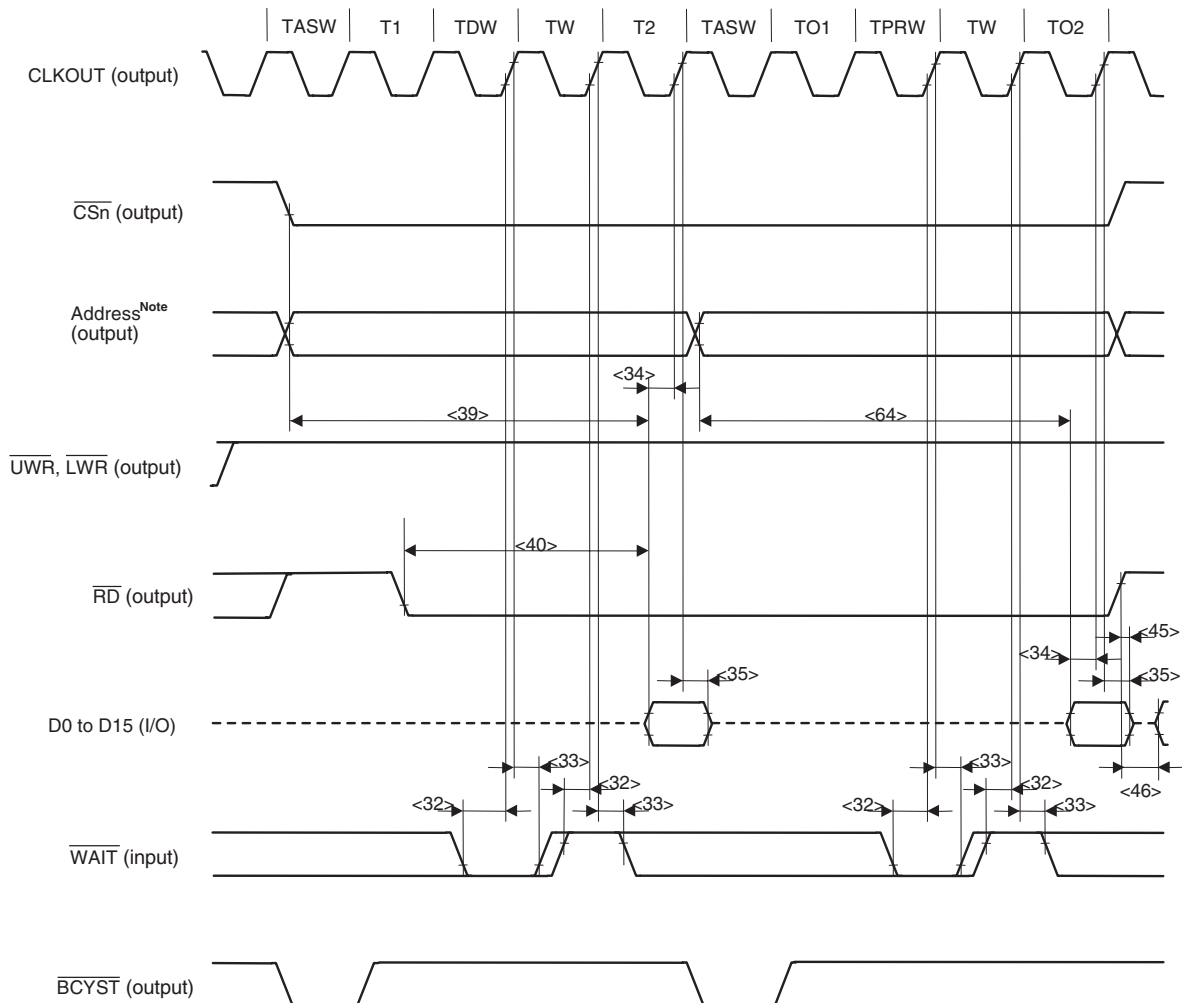 TASW T1 TDW TW T2 TASW TO1 TPRW TW TO2
CLKOUT (output)
CSn (output)
Address Note
(output)
<34>
<39> <64>
UWR, LWR (output)
<40>
RD (output)
<45>
<34>
<35> <35>
D0 to D15 (I/O)
<33> <33>
<32> <32>
<46>
<32> <33> <32> <33>
WAIT (input)
BCYST (output)